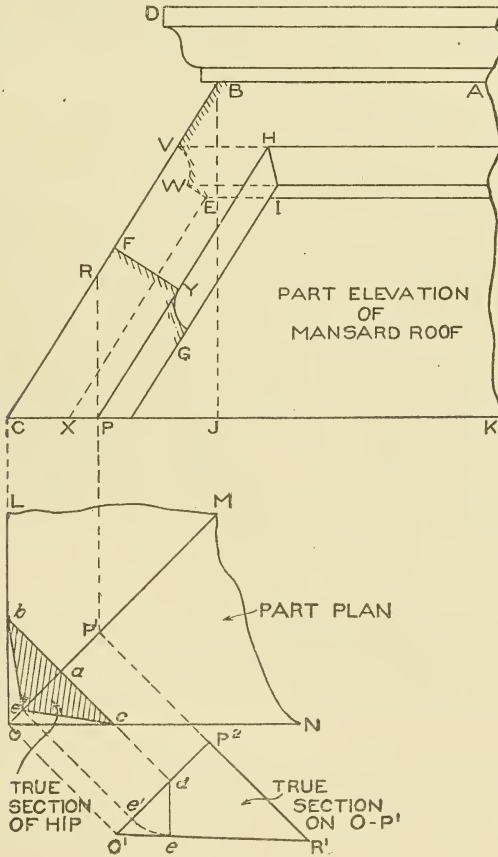 D
B
A
V
H
W
E
I
F
R
Y
G
PART ELEVATION
OF
MANSARD ROOF
C
X
P
J
K
L
M
b
P'
PART PLAN
a
e'
c
O
N
P²
TRUE
SECTION
OF HIP
d
e'
TRUE
SECTION
ON O-P'
O'
e
R'